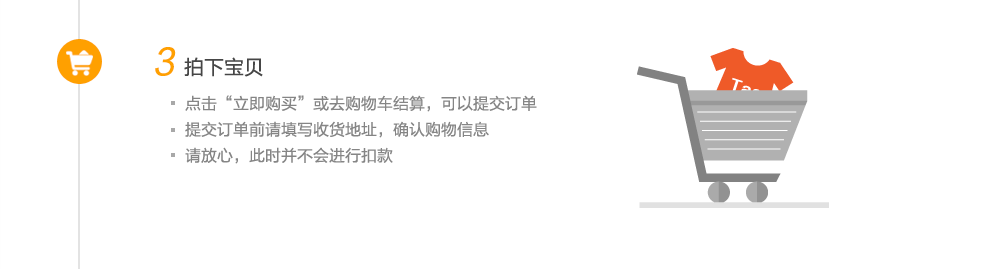 3 拍下宝贝
点击“立即购买”或去购物车结算，可以提交订单
提交订单前请填写收货地址，确认购物信息
请放心，此时并不会进行扣款